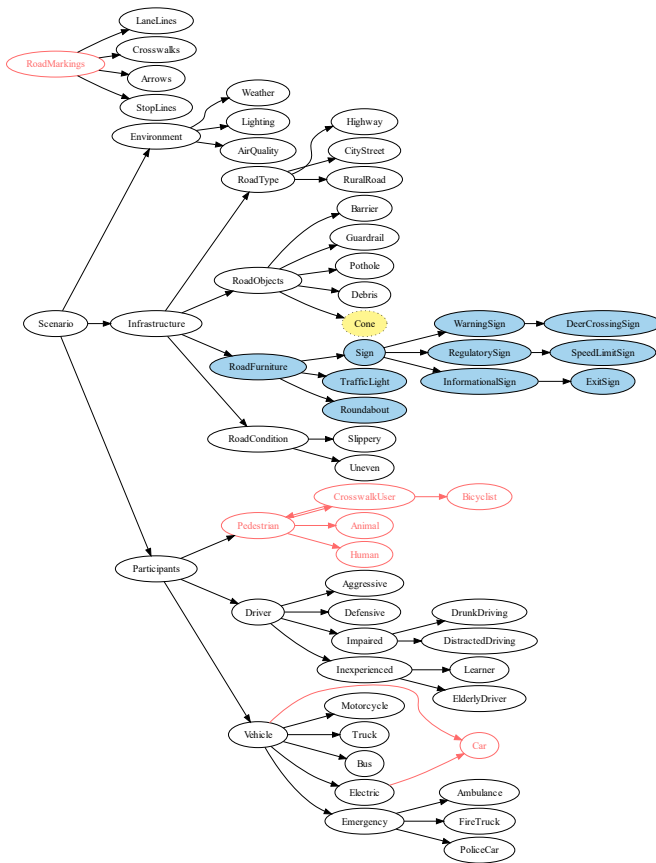 LaneLines
Crosswalks
RoadMarkings
Arrows
StopLines
Weather
Environment
Lighting
Highway
AirQuality
CityStreet
RoadType
RuralRoad
Barrier
Guardrail
Pothole
RoadObjects
Debris
Scenario
Infrastructure
Cone
WarningSign
DeerCrossingSign
Sign
RegulatorySign
SpeedLimitSign
RoadFurniture
TrafficLight
InformationalSign
ExitSign
Roundabout
RoadCondition
Slippery
Uneven
CrosswalkUser
Bicyclist
Pedestrian
Animal
Human
Participants
Aggressive
Driver
Defensive
DrunkDriving
Impaired
DistractedDriving
Inexperienced
Learner
ElderlyDriver
Motorcycle
Vehicle
Truck
Car
Bus
Electric
Ambulance
Emergency
FireTruck
PoliceCar